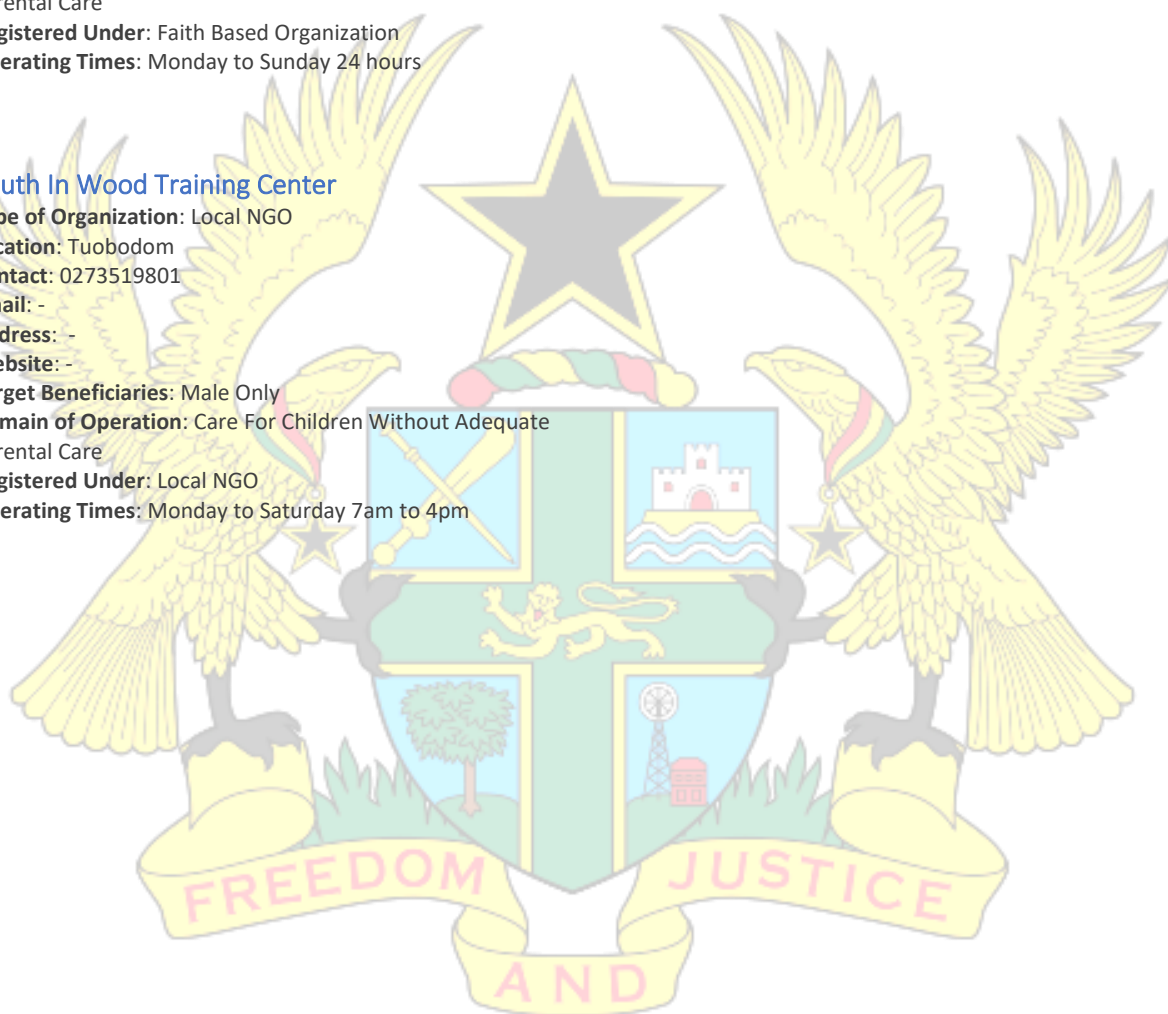 rental Care
gistered Under: Faith Based Organization
erating Times: Monday to Sunday 24 hours
uth In Wood Training Center
pe of Organization: Local NGO
cation: Tuobodom
ntact: 0273519801
ail: -
dress: -
ebsite: -
rget Beneficiaries: Male Only
main of Operation: Care For Children Without Adequate
rental Care
gistered Under: Local NGO
erating Times: Monday to Saturday 7am to 4pm
FREEDOM JUSTICE
AND